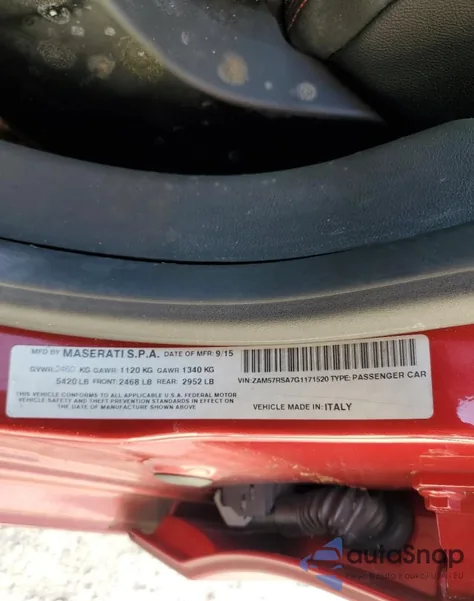 MFD BY MASERATI S.P.A. DATE OF MFR: 9/15
GVWR: 2460 KG GAWR: 1120 KG GAWR: 1340 KG
5420 LB FRONT: 2468 LB REAR: 2952 LB
VIN: ZAM57RSA7G1171520 TYPE: PASSENGER CAR
THIS VEHICLE CONFORMS TO ALL APPLICABLE U.S. FEDERAL MOTOR
VEHICLE SAFETY AND THEFT PREVENTION STANDARDS IN EFFECT ON
THE DATE OF MANUFACTURE SHOWN ABOVE.
VEHICLE MADE IN: ITALY
autoSnap